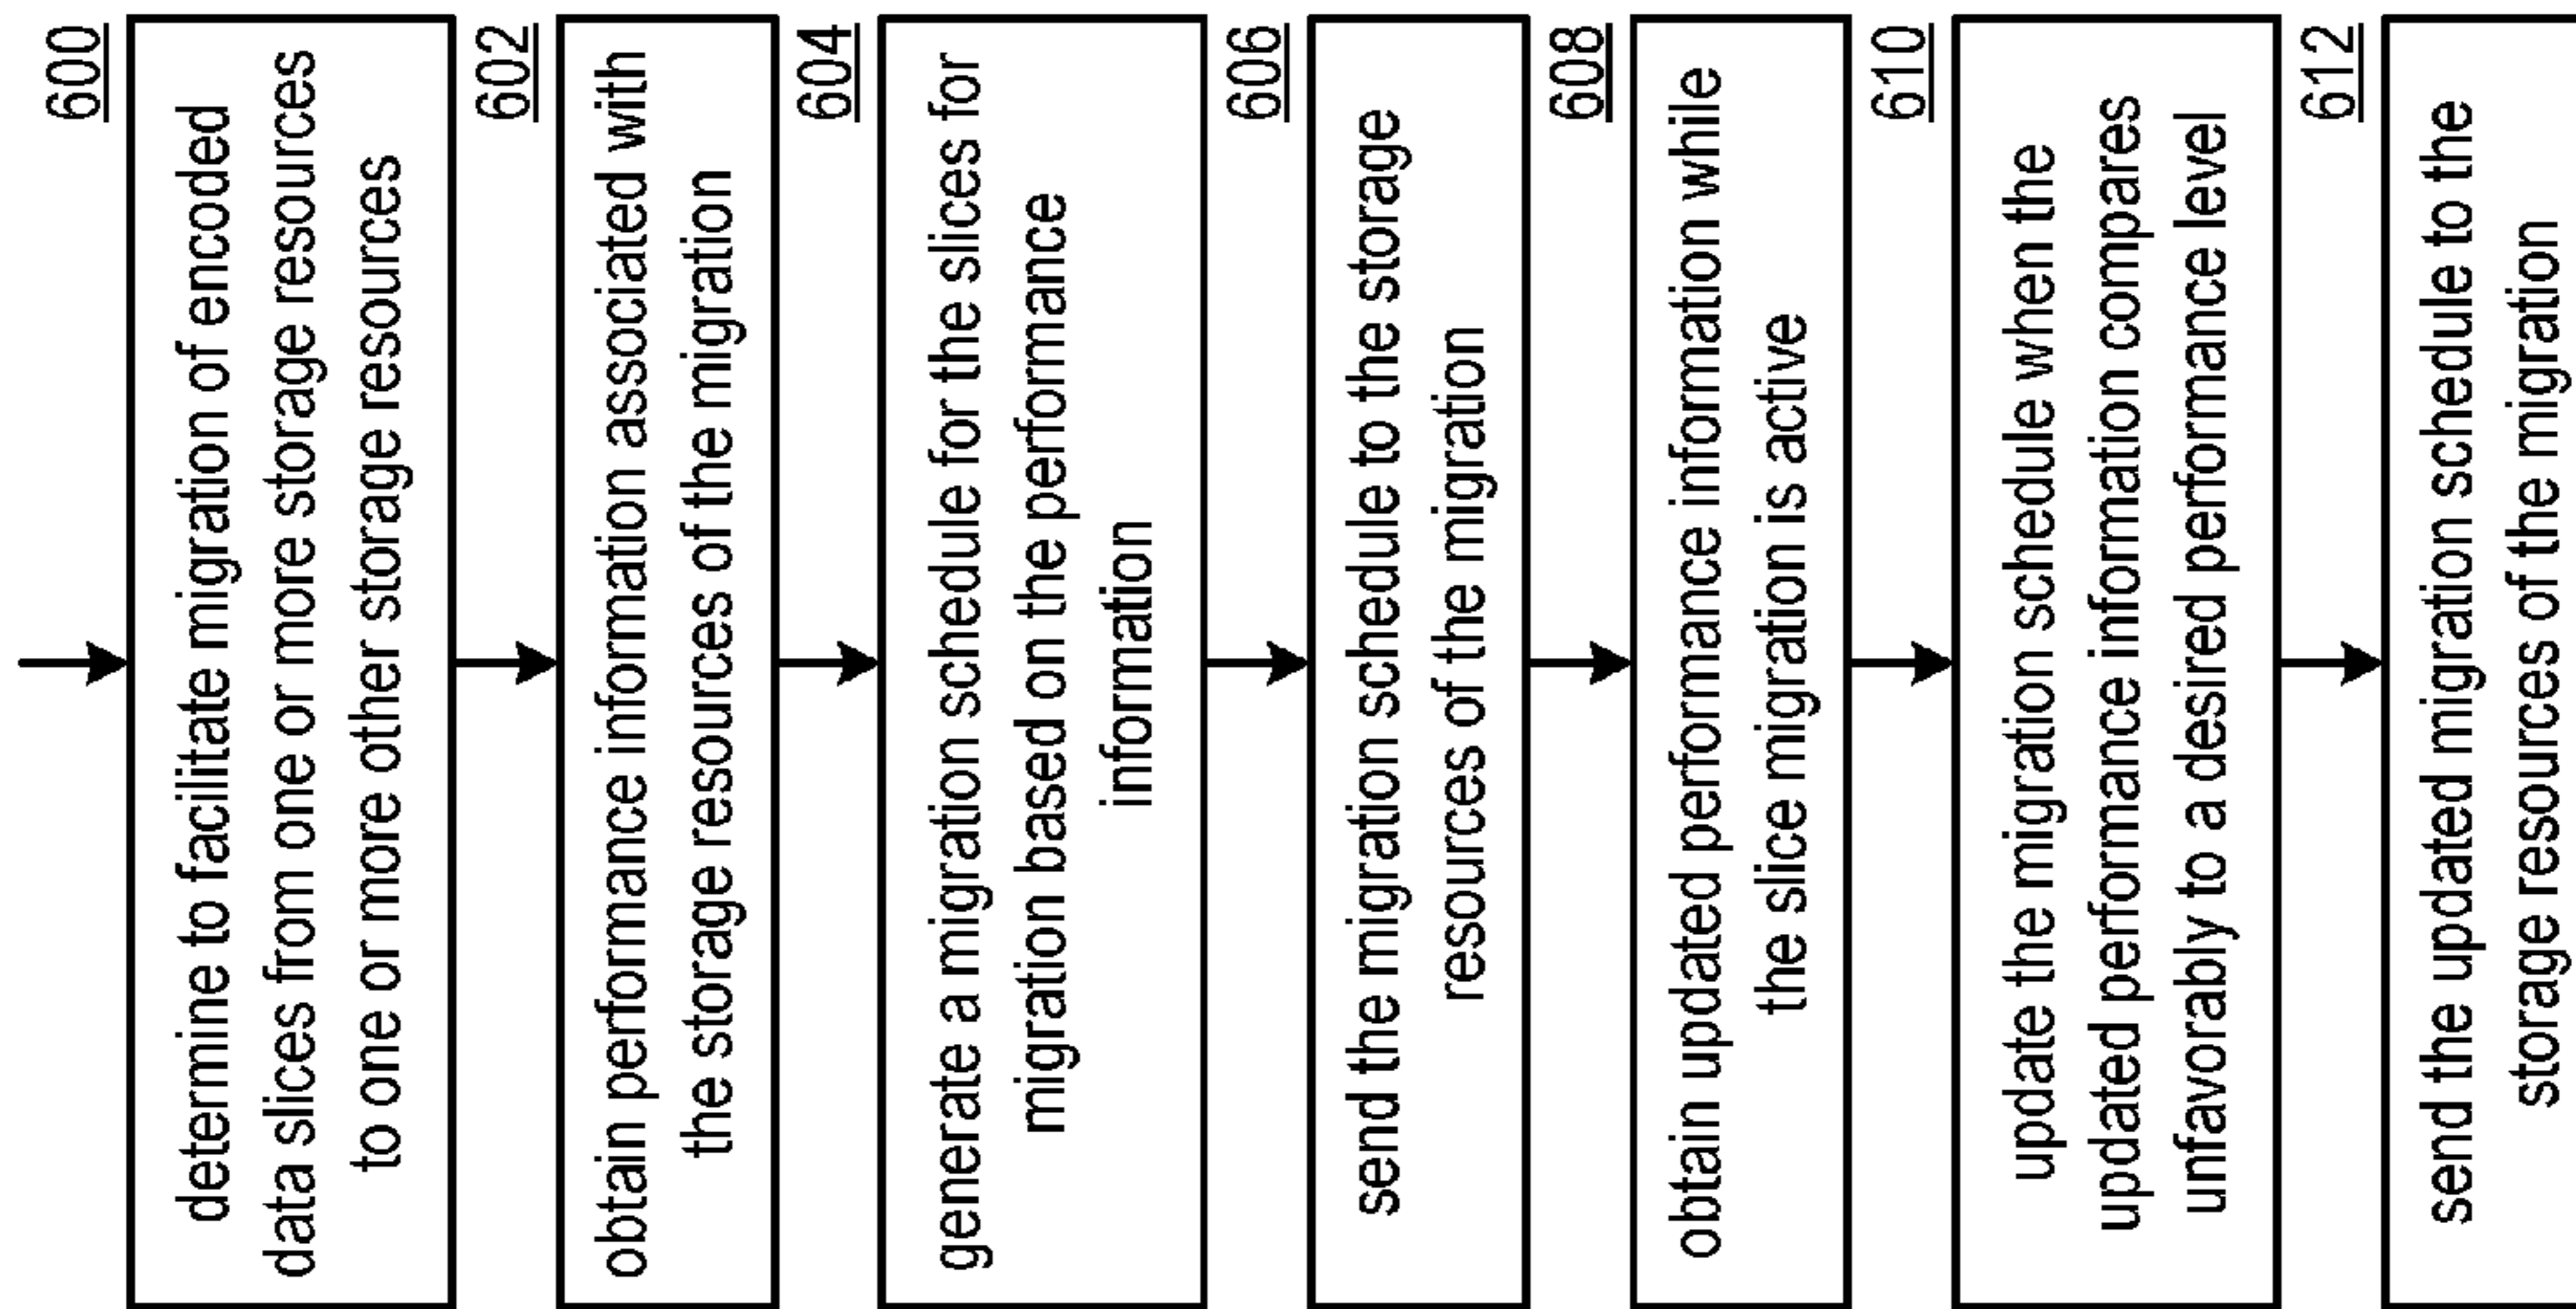 600
determine to facilitate migration of encoded
data slices from one or more storage resources
to one or more other storage resources
602
obtain performance information associated with
the storage resources of the migration
604
generate a migration schedule for the slices for
migration based on the performance
information
606
send the migration schedule to the storage
resources of the migration
608
obtain updated performance information while
the slice migration is active
610
update the migration schedule when the
updated performance information compares
unfavorably to a desired performance level
612
send the updated migration schedule to the
storage resources of the migration